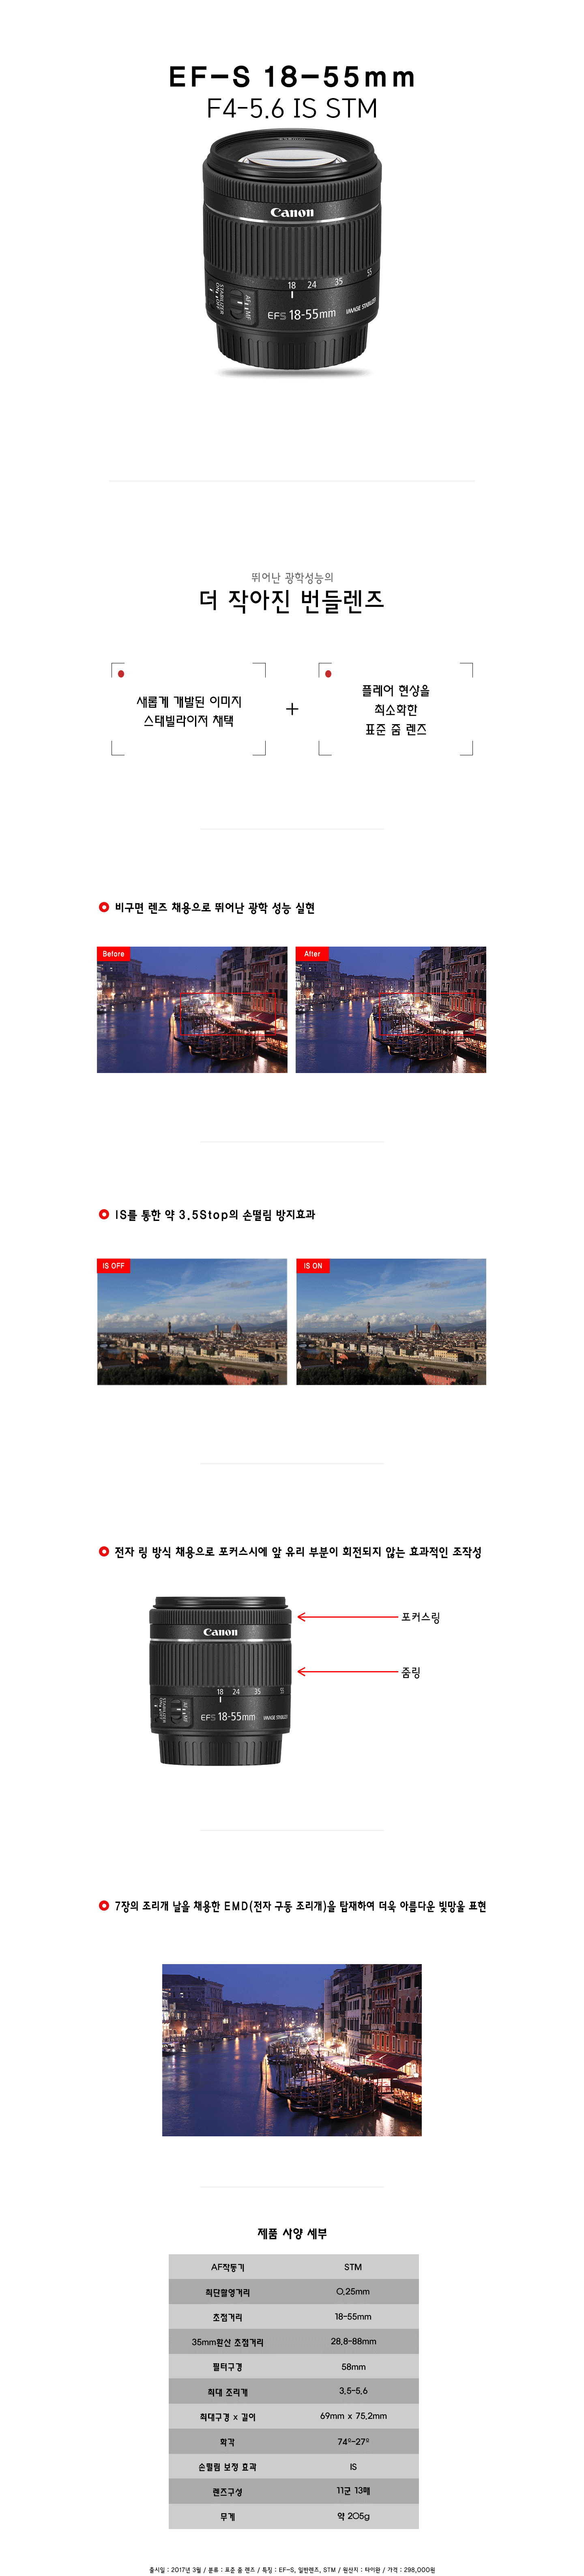 EF-S 18-55mm
F4-5.6 IS STM
Canon
18 24 35 55
STABILIZER
ON OFF
AF MF
EFS 18-55mm
IMAGE STABILIZER
뛰어난 광학성능의
더 작아진 번들렌즈
새롭게 개발된 이미지
스태빌라이저 채택
+
플레어 현상을
최소화한
표준 줌 렌즈
비구면 렌즈 채용으로 뛰어난 광학 성능 실현
Before
After
IS를 통한 약 3.5Stop의 손떨림 방지효과
IS OFF
IS ON
전자 링 방식 채용으로 포커스시에 앞 유리 부분이 회전되지 않는 효과적인 조작성
Canon
18 24 35 55
STABILIZER
ON OFF
AF MF
EFS 18-55mm
IMAGE STABILIZER
포커스링
줌링
7장의 조리개 날을 채용한 EMD(전자 구동 조리개)을 탑재하여 더욱 아름다운 빛망울 표현
제품 사양 세부
AF작동기 STM
최단촬영거리 0.25mm
초점거리 18-55mm
35mm환산 초점거리 28.8-88mm
필터구경 58mm
최대 조리개 3.5-5.6
최대구경 x 길이 69mm x 75.2mm
화각 74º-27º
손떨림 보정 효과 IS
렌즈구성 11군 13매
무게 약 205g
출시일 : 2017년 3월 / 분류 : 표준 줌 렌즈 / 특징 : EF-S, 일반렌즈, STM / 원산지 : 타이완 / 가격 : 298,000원